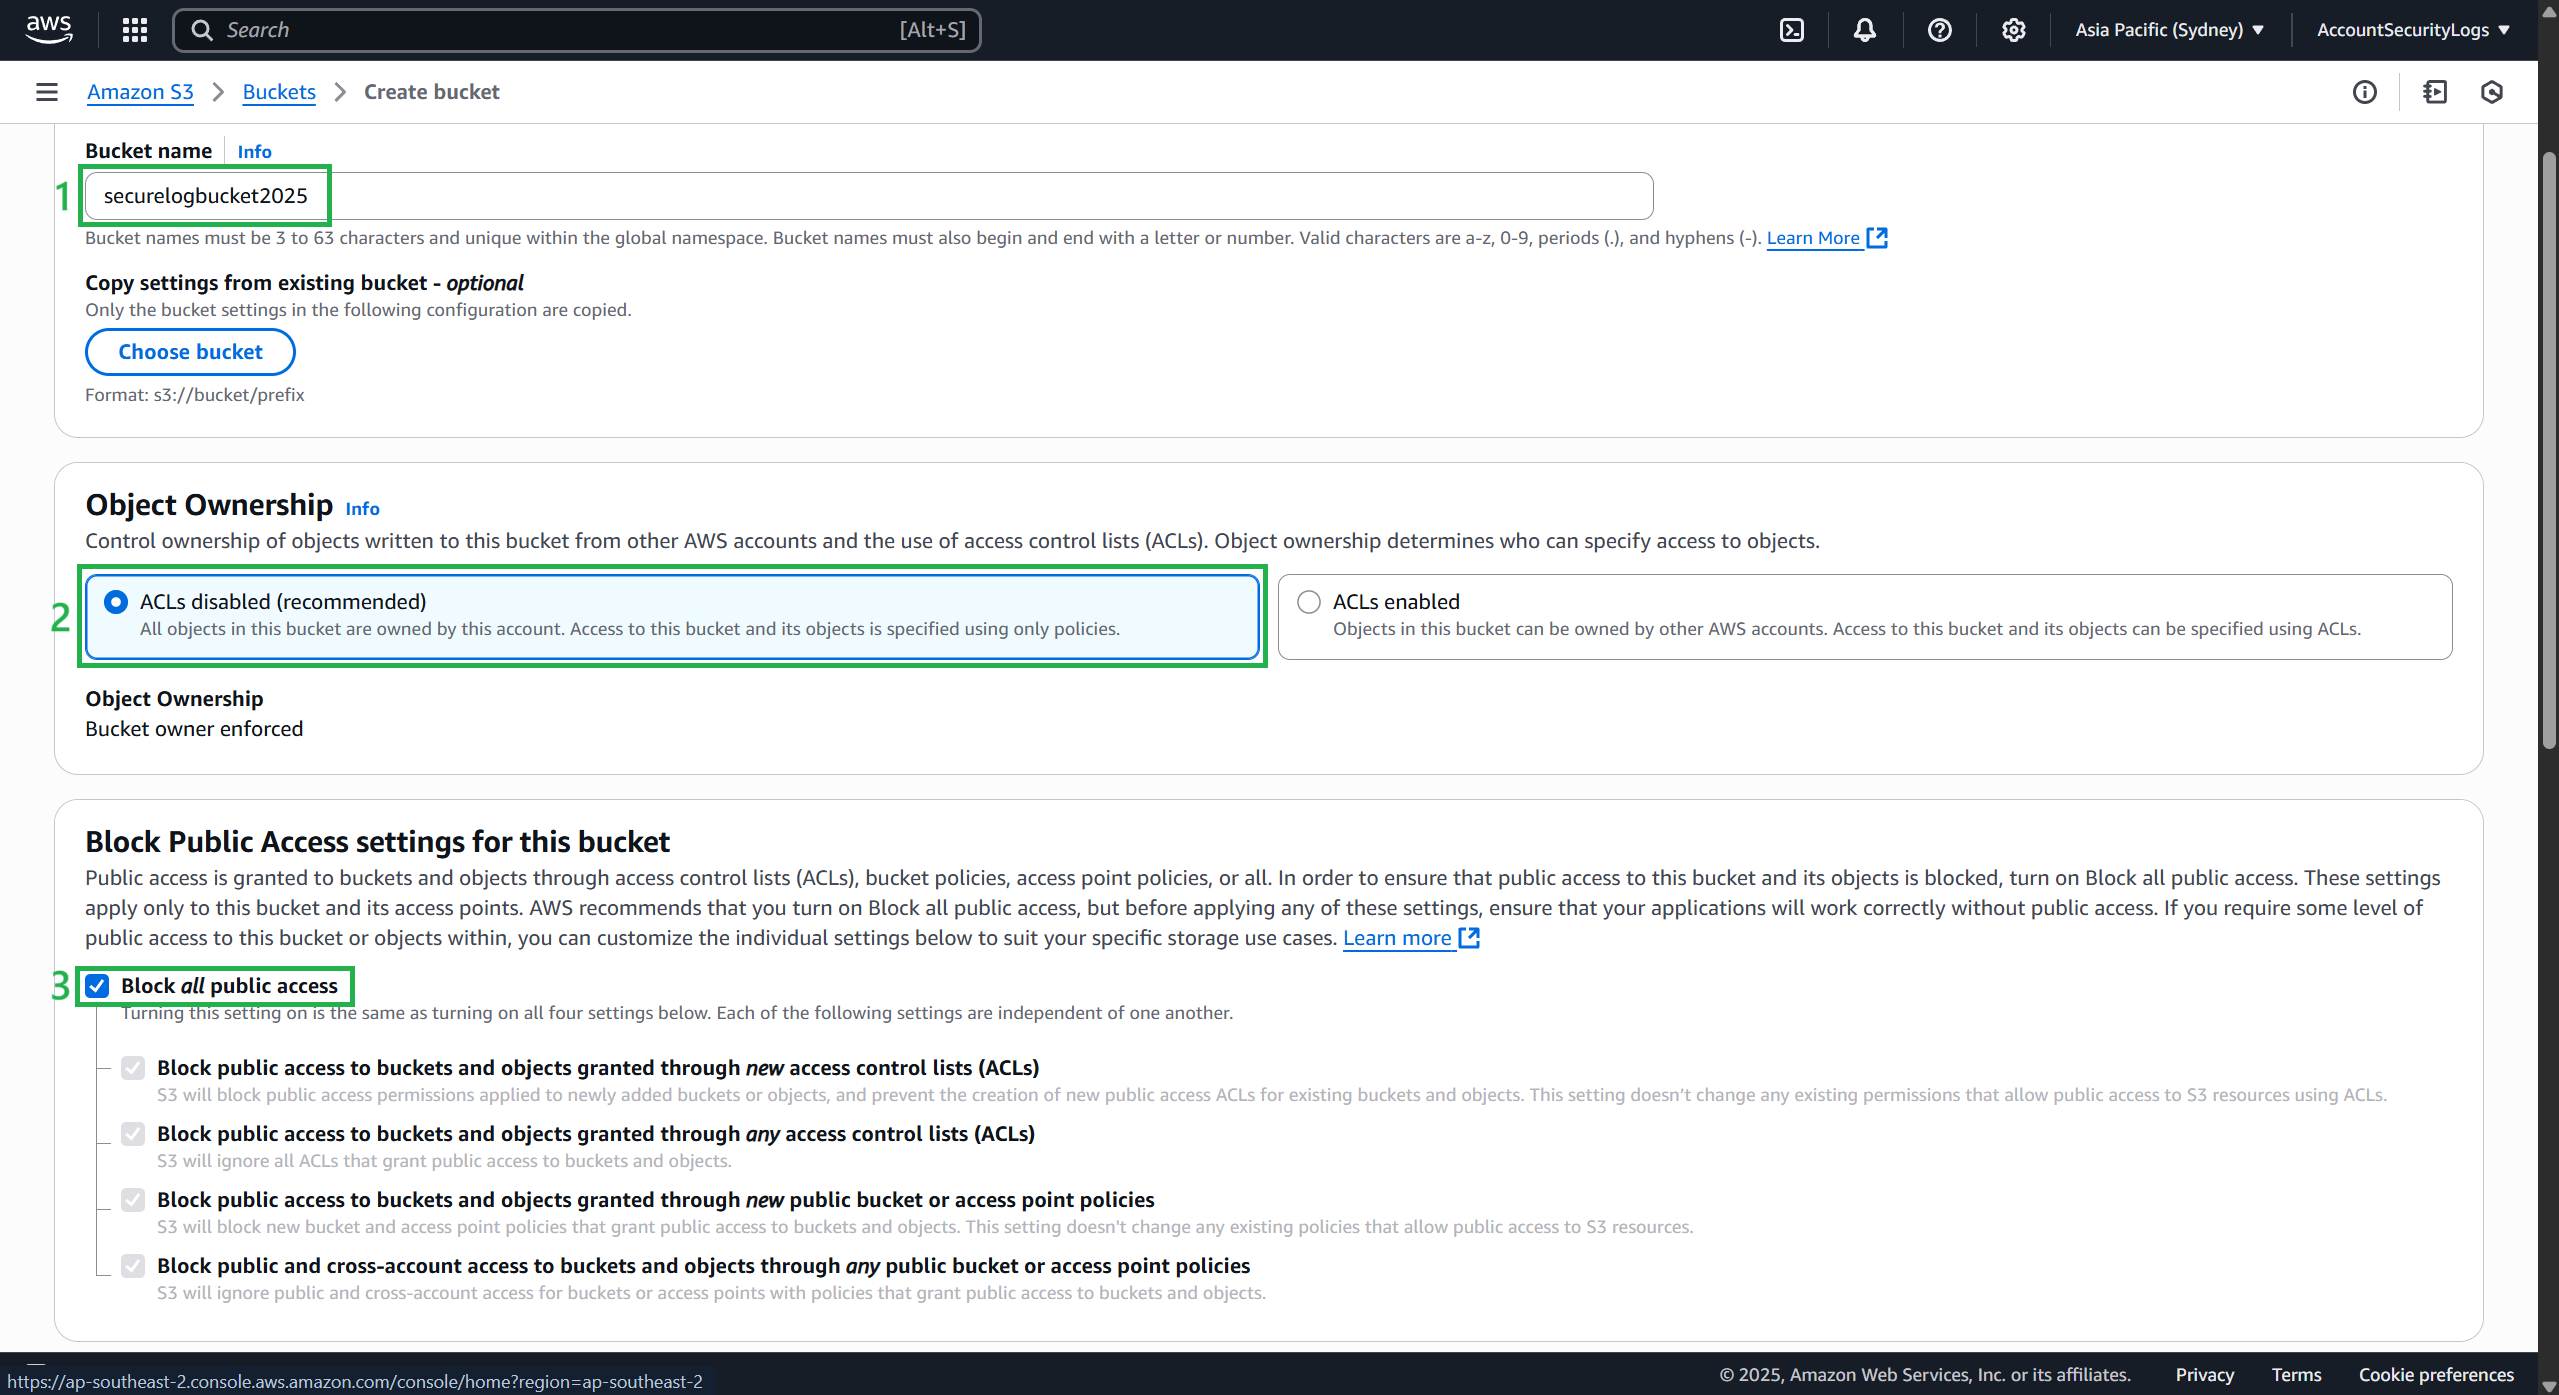 aws
Search [Alt+S]
Asia Pacific (Sydney)
AccountSecurityLogs
Amazon S3 > Buckets > Create bucket
Bucket name Info
1
securelogbucket2025
Bucket names must be 3 to 63 characters and unique within the global namespace. Bucket names must also begin and end with a letter or number. Valid characters are a-z, 0-9, periods (.), and hyphens (-). Learn More
Copy settings from existing bucket - optional
Only the bucket settings in the following configuration are copied.
Choose bucket
Format: s3://bucket/prefix
Object Ownership Info
Control ownership of objects written to this bucket from other AWS accounts and the use of access control lists (ACLs). Object ownership determines who can specify access to objects.
2
ACLs disabled (recommended)
All objects in this bucket are owned by this account. Access to this bucket and its objects is specified using only policies.
ACLs enabled
Objects in this bucket can be owned by other AWS accounts. Access to this bucket and its objects can be specified using ACLs.
Object Ownership
Bucket owner enforced
Block Public Access settings for this bucket
Public access is granted to buckets and objects through access control lists (ACLs), bucket policies, access point policies, or all. In order to ensure that public access to this bucket and its objects is blocked, turn on Block all public access. These settings
apply only to this bucket and its access points. AWS recommends that you turn on Block all public access, but before applying any of these settings, ensure that your applications will work correctly without public access. If you require some level of
public access to this bucket or objects within, you can customize the individual settings below to suit your specific storage use cases. Learn more
3
Block all public access
Turning this setting on is the same as turning on all four settings below. Each of the following settings are independent of one another.
Block public access to buckets and objects granted through new access control lists (ACLs)
S3 will block public access permissions applied to newly added buckets or objects, and prevent the creation of new public access ACLs for existing buckets and objects. This setting doesn't change any existing permissions that allow public access to S3 resources using ACLs.
Block public access to buckets and objects granted through any access control lists (ACLs)
S3 will ignore all ACLs that grant public access to buckets and objects.
Block public access to buckets and objects granted through new public bucket or access point policies
S3 will block new bucket and access point policies that grant public access to buckets and objects. This setting doesn't change any existing policies that allow public access to S3 resources.
Block public and cross-account access to buckets and objects through any public bucket or access point policies
S3 will ignore public and cross-account access for buckets or access points with policies that grant public access to buckets and objects.
© 2025, Amazon Web Services, Inc. or its affiliates. Privacy Terms Cookie preferences
https://ap-southeast-2.console.aws.amazon.com/console/home?region=ap-southeast-2